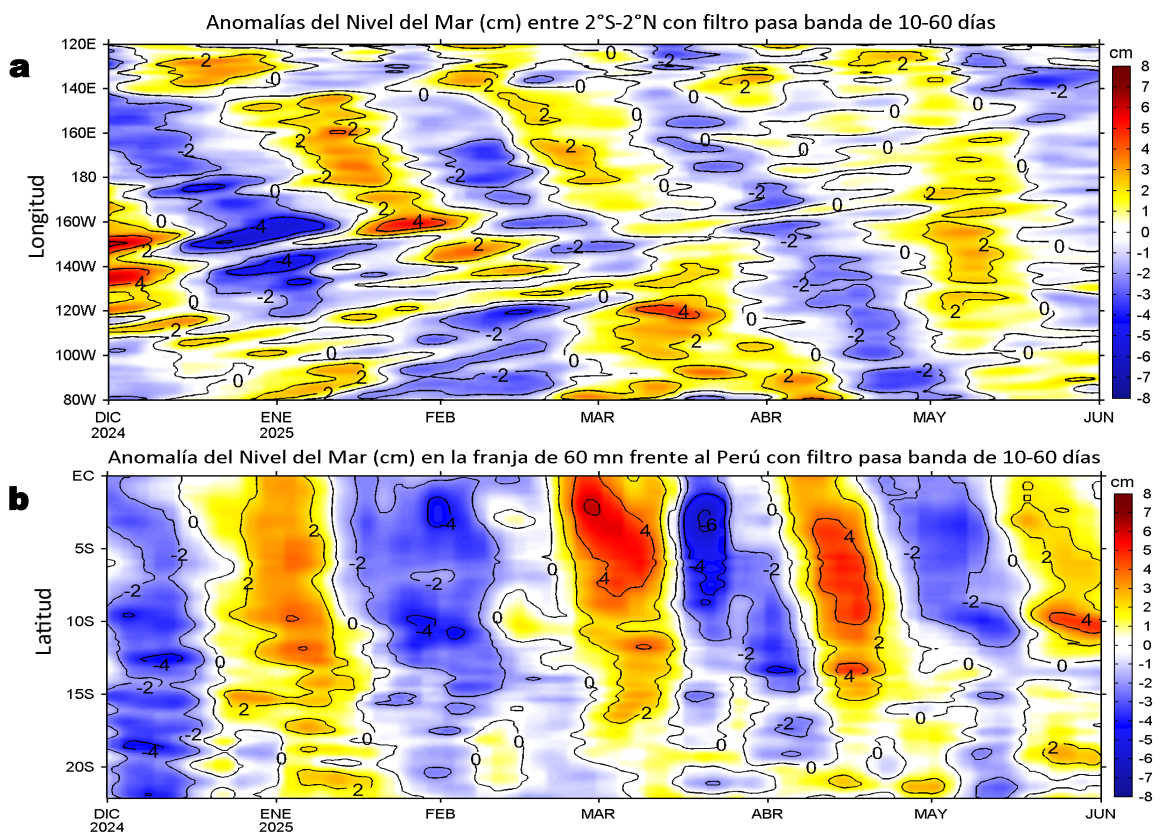 Anomalías del Nivel del Mar (cm) entre 2°S-2°N con filtro pasa banda de 10-60 días
a
Longitud
120E
140E
160E
180
160W
140W
120W
100W
80W
DIC
2024
ENE
2025
FEB
MAR
ABR
MAY
JUN
cm
8
7
6
5
4
3
2
1
0
-1
-2
-3
-4
-5
-6
-7
-8
Anomalía del Nivel del Mar (cm) en la franja de 60 mn frente al Perú con filtro pasa banda de 10-60 días
b
Latitud
EC
5S
10S
15S
20S
DIC
2024
ENE
2025
FEB
MAR
ABR
MAY
JUN
cm
8
7
6
5
4
3
2
1
0
-1
-2
-3
-4
-5
-6
-7
-8